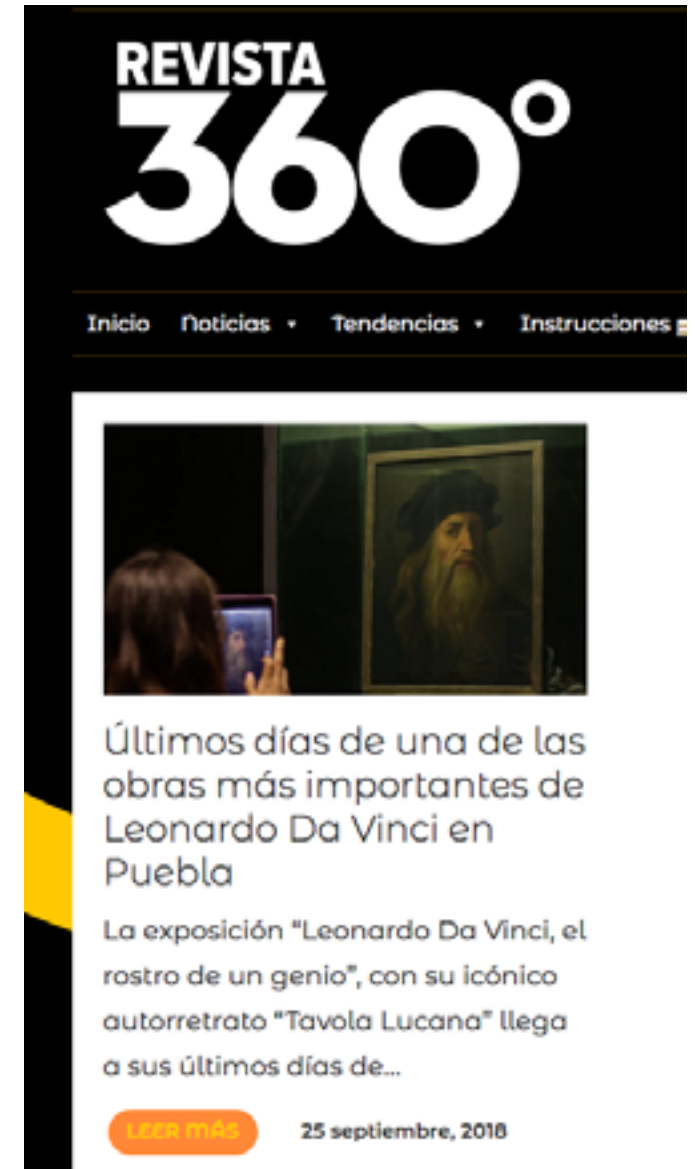 REVISTA
360°
Inicio Noticias Tendencias Instrucciones
Últimos días de una de las
obras más importantes de
Leonardo Da Vinci en
Puebla
La exposición "Leonardo Da Vinci, el
rostro de un genio", con su icónico
autorretrato "Tavola Lucana" llega
a sus últimos días de...
LEER MÁS 25 septiembre, 2018